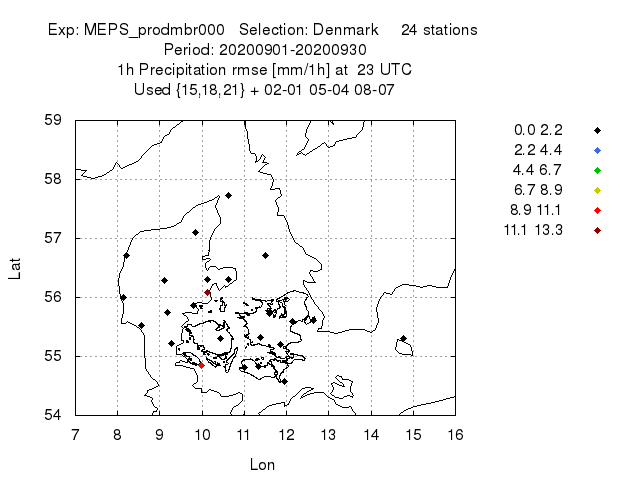 Exp: MEPS_prodmbr000 Selection: Denmark 24 stations
Period: 20200901-20200930
1h Precipitation rmse [mm/1h] at 23 UTC
Used {15,18,21} + 02-01 05-04 08-07
59
58
57
56
55
54
Lat
7 8 9 10 11 12 13 14 15 16
Lon
0.0 2.2
2.2 4.4
4.4 6.7
6.7 8.9
8.9 11.1
11.1 13.3